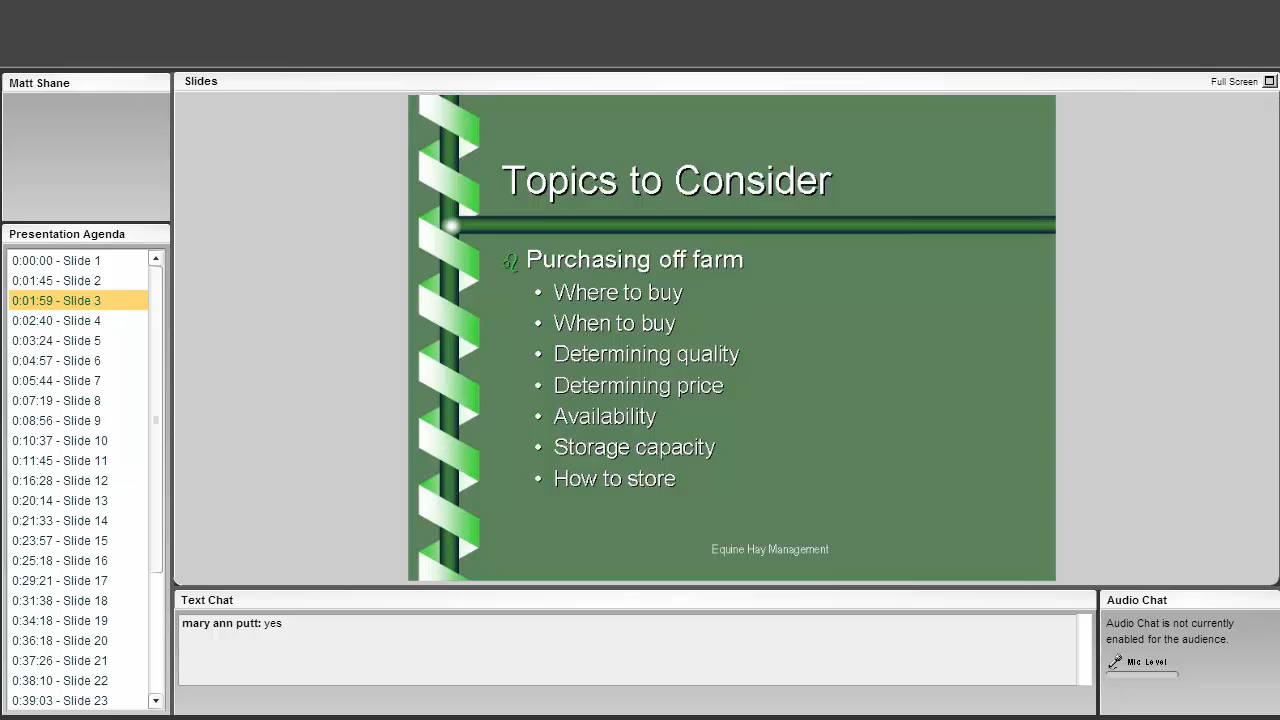 Matt Shane
Slides
Full Screen
Presentation Agenda
0:00:00 - Slide 1
0:01:45 - Slide 2
0:01:59 - Slide 3
0:02:40 - Slide 4
0:03:24 - Slide 5
0:04:57 - Slide 6
0:05:44 - Slide 7
0:07:19 - Slide 8
0:08:56 - Slide 9
0:10:37 - Slide 10
0:11:45 - Slide 11
0:16:28 - Slide 12
0:20:14 - Slide 13
0:21:33 - Slide 14
0:23:57 - Slide 15
0:25:18 - Slide 16
0:29:21 - Slide 17
0:31:38 - Slide 18
0:34:18 - Slide 19
0:36:18 - Slide 20
0:37:26 - Slide 21
0:38:10 - Slide 22
0:39:03 - Slide 23
Topics to Consider
♌ Purchasing off farm
• Where to buy
• When to buy
• Determining quality
• Determining price
• Availability
• Storage capacity
• How to store
Equine Hay Management
Text Chat
mary ann putt: yes
Audio Chat
Audio Chat is not currently
enabled for the audience.
Mic Level